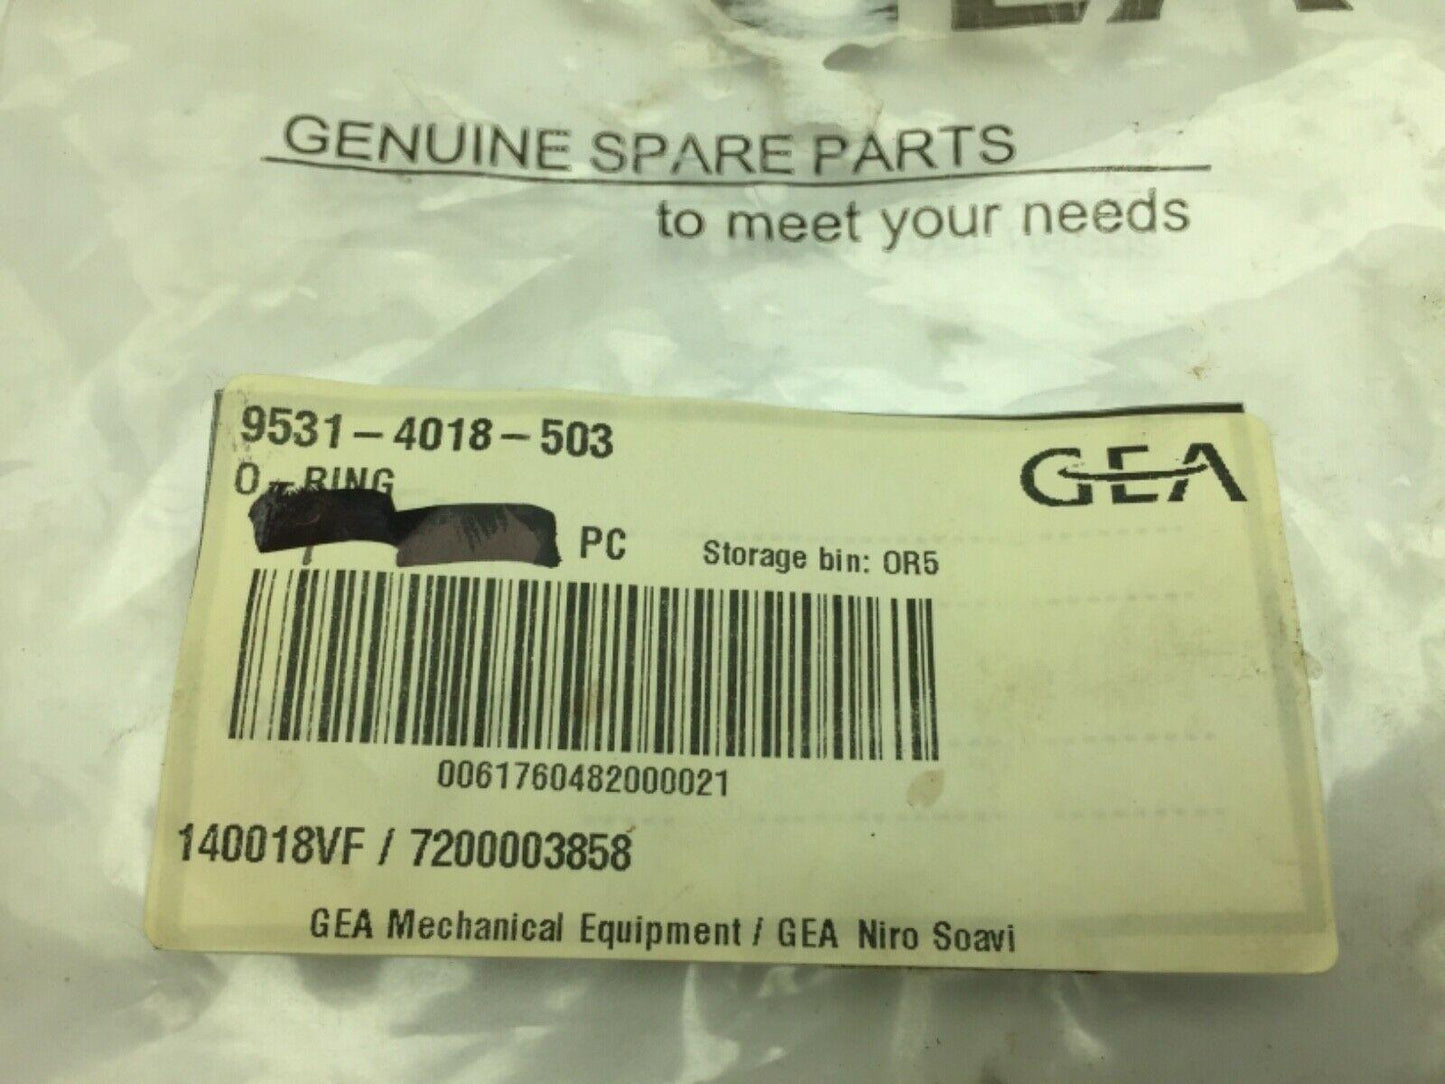 GENUINE SPARE PARTS
to meet your needs
9531-4018-503
GEA
O-RING
PC Storage bin: OR5
0061760482000021
140018VF / 7200003858
GEA Mechanical Equipment / GEA Niro Soavi